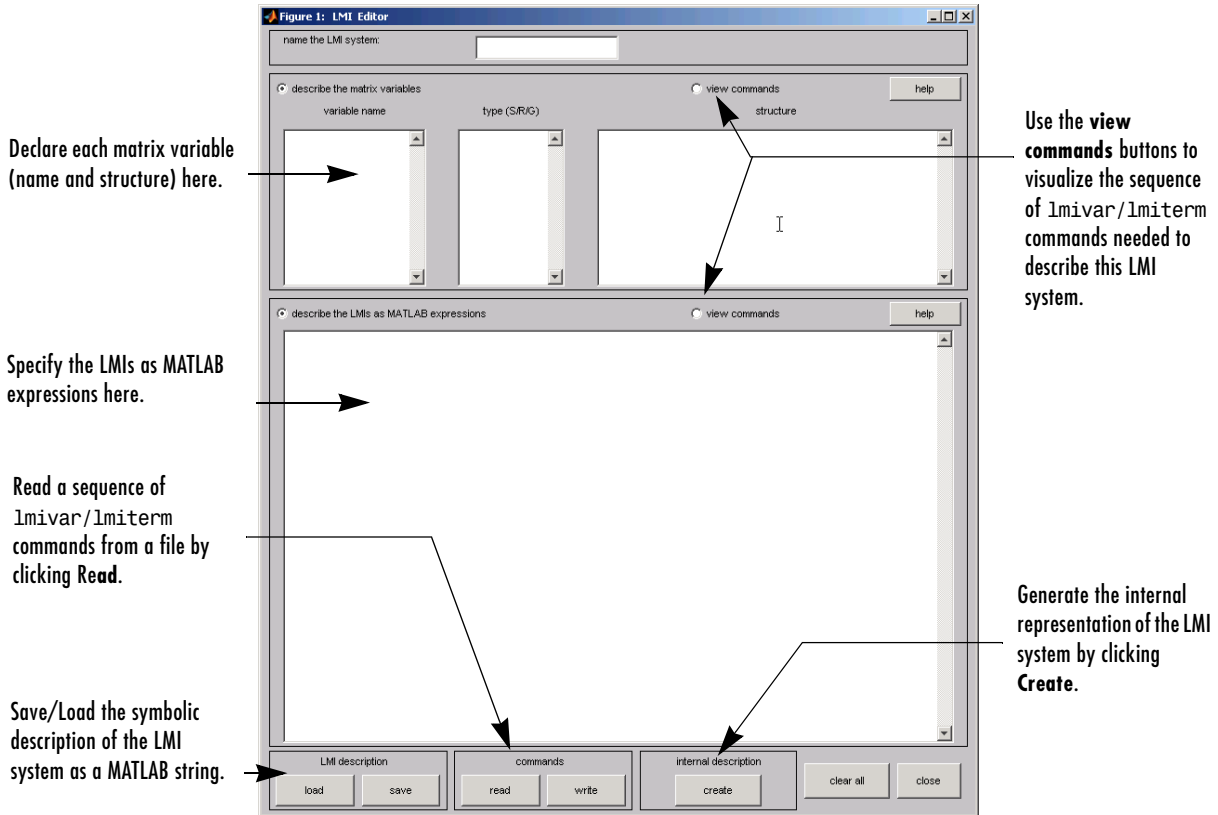 Figure 1: LMI Editor
name the LMI system:
describe the matrix variables
view commands
help
variable name
type (S/R/G)
structure
Declare each matrix variable
(name and structure) here.
Use the view
commands buttons to
visualize the sequence
of lmivar/lmiterm
commands needed to
describe this LMI
system.
describe the LMIs as MATLAB expressions
view commands
help
Specify the LMIs as MATLAB
expressions here.
Read a sequence of
lmivar/lmiterm
commands from a file by
clicking Read.
Generate the internal
representation of the LMI
system by clicking
Create.
Save/Load the symbolic
description of the LMI
system as a MATLAB string.
LMI description
load
save
commands
read
write
internal description
create
clear all
close